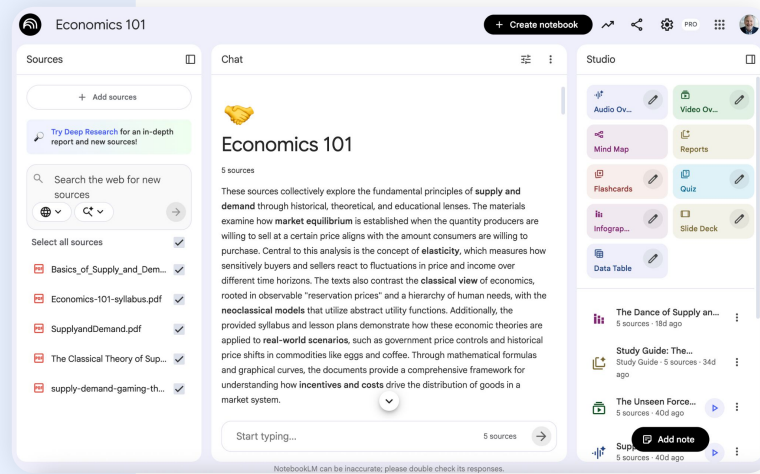 Economics 101
+ Create notebook
PRO
Sources
+ Add sources
Try Deep Research for an in-depth
report and new sources!
Search the web for new
sources
Select all sources
PDF Basics_of_Supply_and_Dem...
PDF Economics-101-syllabus.pdf
PDF SupplyandDemand.pdf
PDF The Classical Theory of Sup...
PDF supply-demand-gaming-th...
Chat
Economics 101
5 sources
These sources collectively explore the fundamental principles of supply and
demand through historical, theoretical, and educational lenses. The materials
examine how market equilibrium is established when the quantity producers are
willing to sell at a certain price aligns with the amount consumers are willing to
purchase. Central to this analysis is the concept of elasticity, which measures how
sensitively buyers and sellers react to fluctuations in price and income over
different time horizons. The texts also contrast the classical view of economics,
rooted in observable "reservation prices" and a hierarchy of human needs, with the
neoclassical models that utilize abstract utility functions. Additionally, the
provided syllabus and lesson plans demonstrate how these economic theories are
applied to real-world scenarios, such as government price controls and historical
price shifts in commodities like eggs and coffee. Through mathematical formulas
and graphical curves, the documents provide a comprehensive framework for
understanding how incentives and costs drive the distribution of goods in a
market system.
Start typing...
5 sources
Studio
Audio Ov...
Video Ov...
Mind Map
Reports
Flashcards
Quiz
Infograp...
Slide Deck
Data Table
The Dance of Supply an...
5 sources · 18d ago
Study Guide: The...
Study Guide · 5 sources · 34d
ago
The Unseen Force...
5 sources · 40d ago
Add note
5 sources · 40d ago
NotebookLM can be inaccurate; please double check its responses.